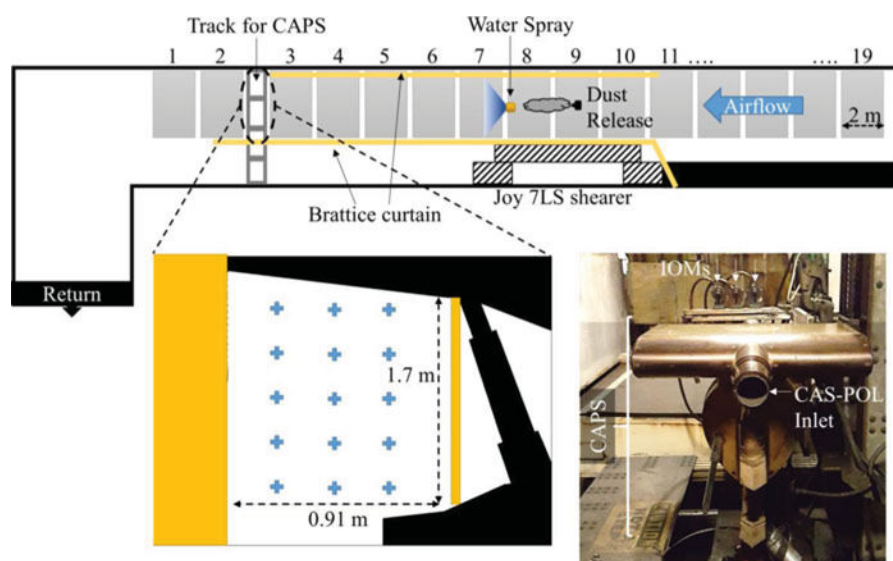 Track for CAPS
Water Spray
1 2 3 4 5 6 7 8 9 10 11 .... .... 19
Dust
Release
Airflow
2 m
Brattice curtain
Joy 7LS shearer
Return
1.7 m
0.91 m
IOMs
CAPS
CAS-POL
Inlet